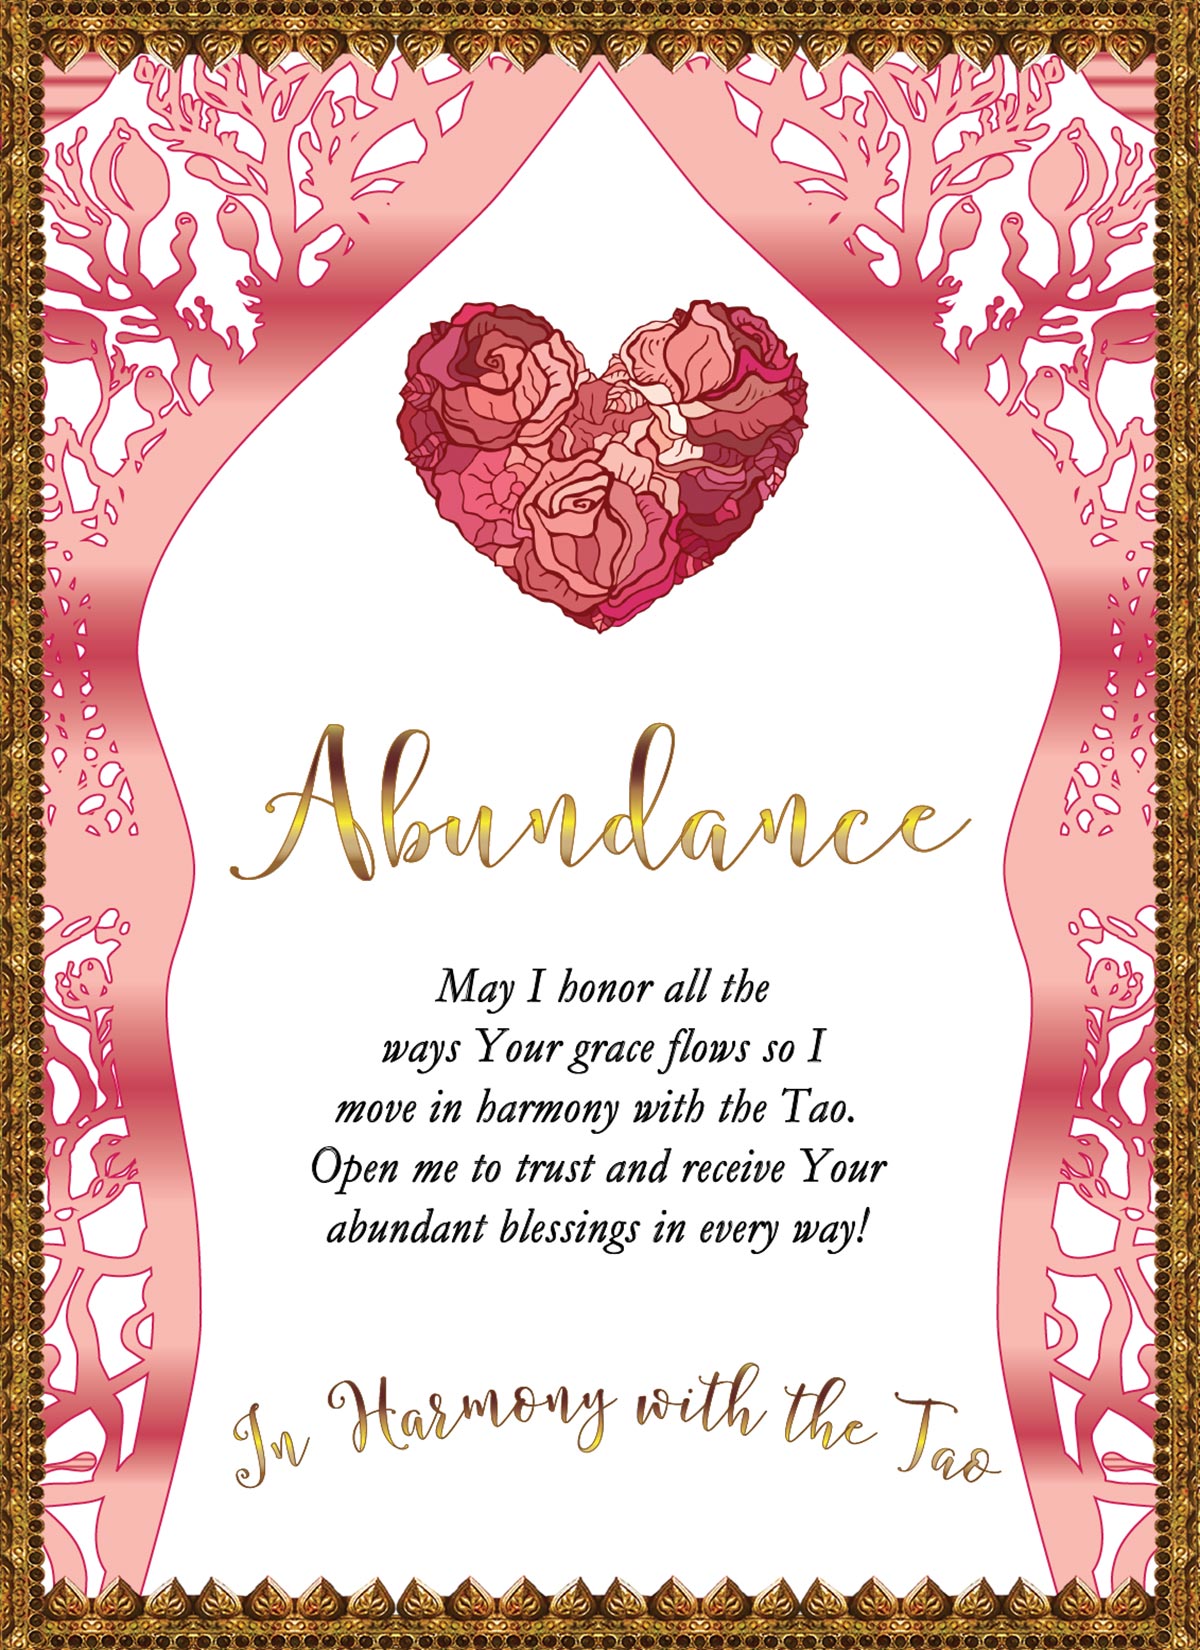 Abundance
May I honor all the
ways Your grace flows so I
move in harmony with the Tao.
Open me to trust and receive Your
abundant blessings in every way!
In Harmony with the Tao